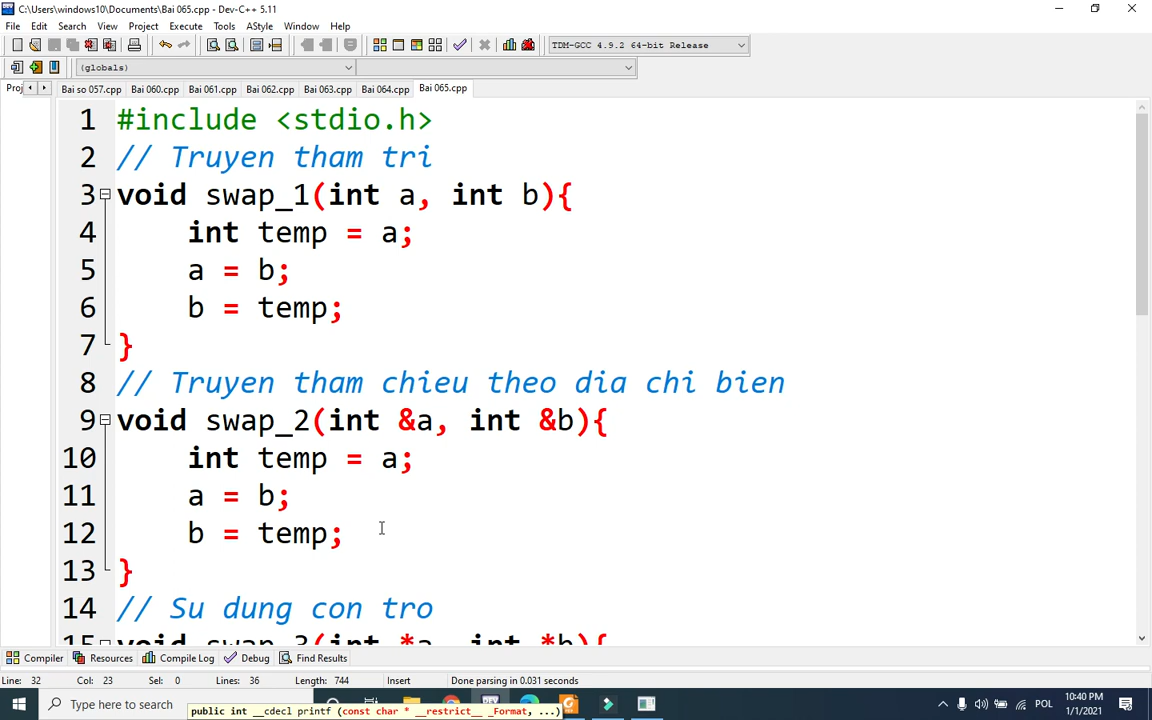 C:\Users\windows10\Documents\Bai 065.cpp - Dev-C++ 5.11
File Edit Search View Project Execute Tools AStyle Window Help
TDM-GCC 4.9.2 64-bit Release
(globals)
Proj Bai so 057.cpp Bai 060.cpp Bai 061.cpp Bai 062.cpp Bai 063.cpp Bai 064.cpp Bai 065.cpp
1 #include <stdio.h>
2 // Truyen tham tri
3 void swap_1(int a, int b){
4 int temp = a;
5 a = b;
6 b = temp;
7 }
8 // Truyen tham chieu theo dia chi bien
9 void swap_2(int &a, int &b){
10 int temp = a;
11 a = b;
12 b = temp;
13 }
14 // Su dung con tro
15 void swap_3(int *a, int *b){
Compiler Resources Compile Log Debug Find Results
Line: 32 Col: 23 Sel: 0 Lines: 36 Length: 744 Insert Done parsing in 0.031 seconds
Type here to search
public int __cdecl printf (const char * __restrict__ _Format, ...)
POL
10:40 PM
1/1/2021